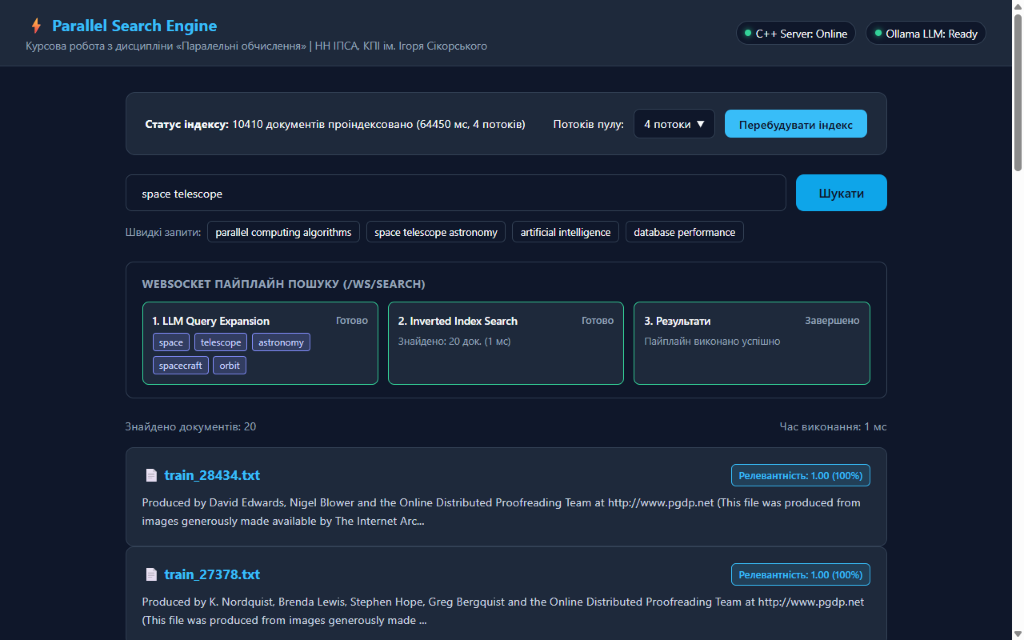 Parallel Search Engine
Курсова робота з дисципліни «Паралельні обчислення» | НН ІПСА, КПІ ім. Ігоря Сікорського
C++ Server: Online
Ollama LLM: Ready
Статус індексу: 10410 документів проіндексовано (64450 мс, 4 потоків)
Потоків пулу:
4 потоки ▼
Перебудувати індекс
space telescope
Шукати
Швидкі запити:
parallel computing algorithms
space telescope astronomy
artificial intelligence
database performance
WEBSOCKET ПАЙПЛАЙН ПОШУКУ (/WS/SEARCH)
1. LLM Query Expansion
Готово
space
telescope
astronomy
spacecraft
orbit
2. Inverted Index Search
Готово
Знайдено: 20 док. (1 мс)
3. Результати
Завершено
Пайплайн виконано успішно
Знайдено документів: 20
Час виконання: 1 мс
train_28434.txt
Релевантність: 1.00 (100%)
Produced by David Edwards, Nigel Blower and the Online Distributed Proofreading Team at http://www.pgdp.net (This file was produced from
images generously made available by The Internet Arc...
train_27378.txt
Релевантність: 1.00 (100%)
Produced by K. Nordquist, Brenda Lewis, Stephen Hope, Greg Bergquist and the Online Distributed Proofreading Team at http://www.pgdp.net
(This file was produced from images generously made ...